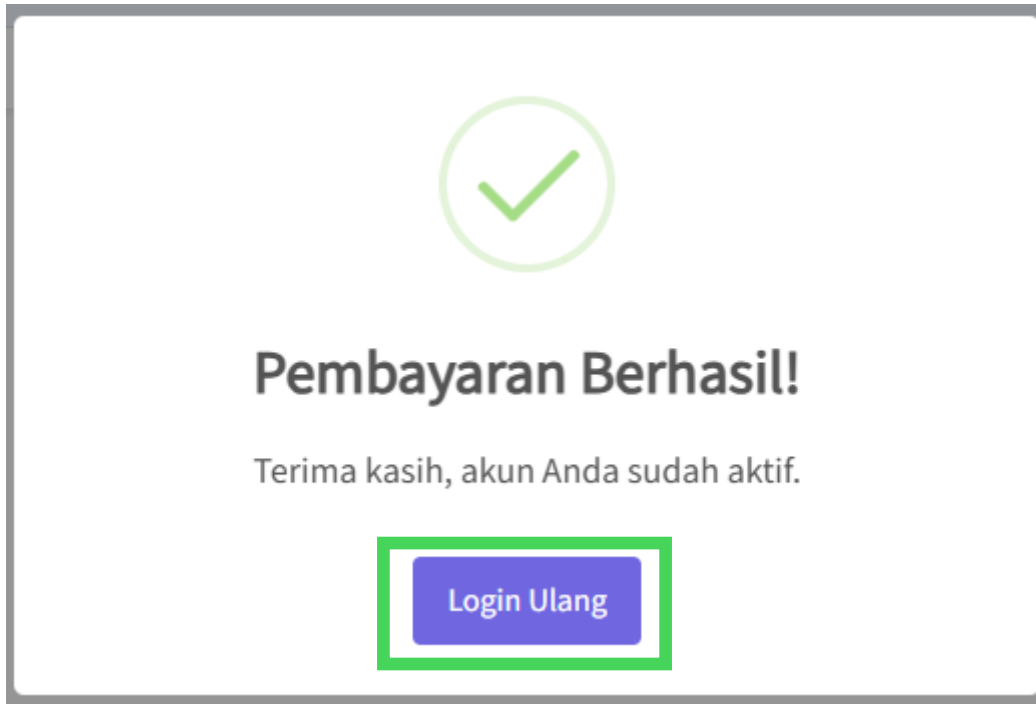 Pembayaran Berhasil!
Terima kasih, akun Anda sudah aktif.
Login Ulang